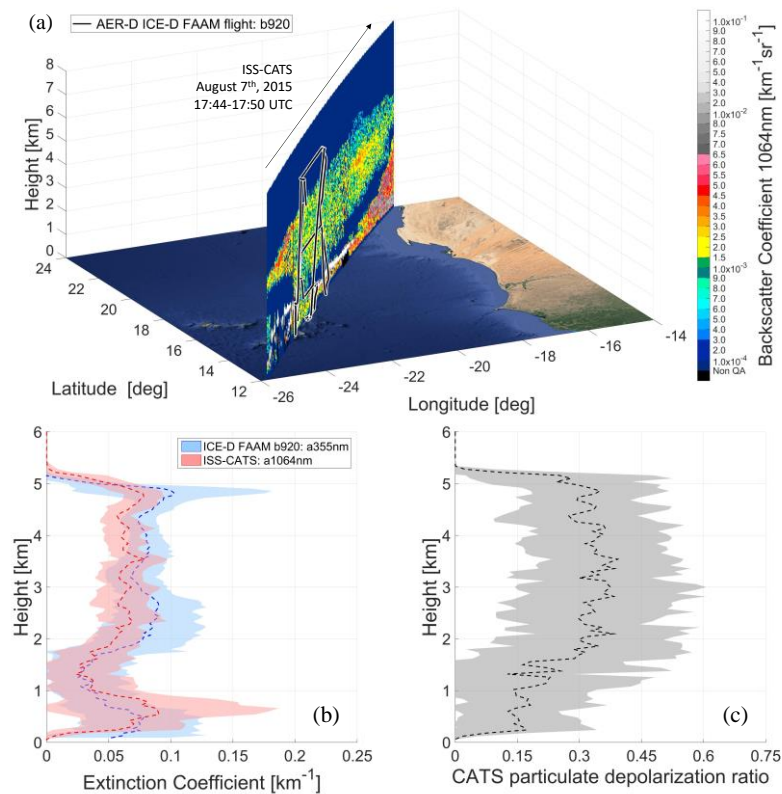 (a)
AER-D ICE-D FAAM flight: b920
ISS-CATS
August 7th, 2015
17:44-17:50 UTC
Height [km]
8
7
6
5
4
3
2
1
0
24
22
20
18
16
14
12
Latitude [deg]
-26
-24
-22
-20
-18
-16
-14
Longitude [deg]
1.0x10-1
9.0
8.0
7.0
6.0
5.0
4.0
3.0
2.0
1.0x10-2
8.0
7.5
7.0
6.5
6.0
5.5
5.0
4.5
4.0
3.5
3.0
2.5
2.0
1.5
1.0x10-3
9.0
8.0
7.0
6.0
5.0
4.0
3.0
2.0
1.0x10-4
Non QA
Backscatter Coefficient 1064nm [km-1sr-1]
ICE-D FAAM b920: a355nm
ISS-CATS: a1064nm
Height [km]
6
5
4
3
2
1
0
0 0.05 0.1 0.15 0.2 0.25
Extinction Coefficient [km-1]
(b)
Height [km]
6
5
4
3
2
1
0
0 0.15 0.3 0.45 0.6 0.75
CATS particulate depolarization ratio
(c)